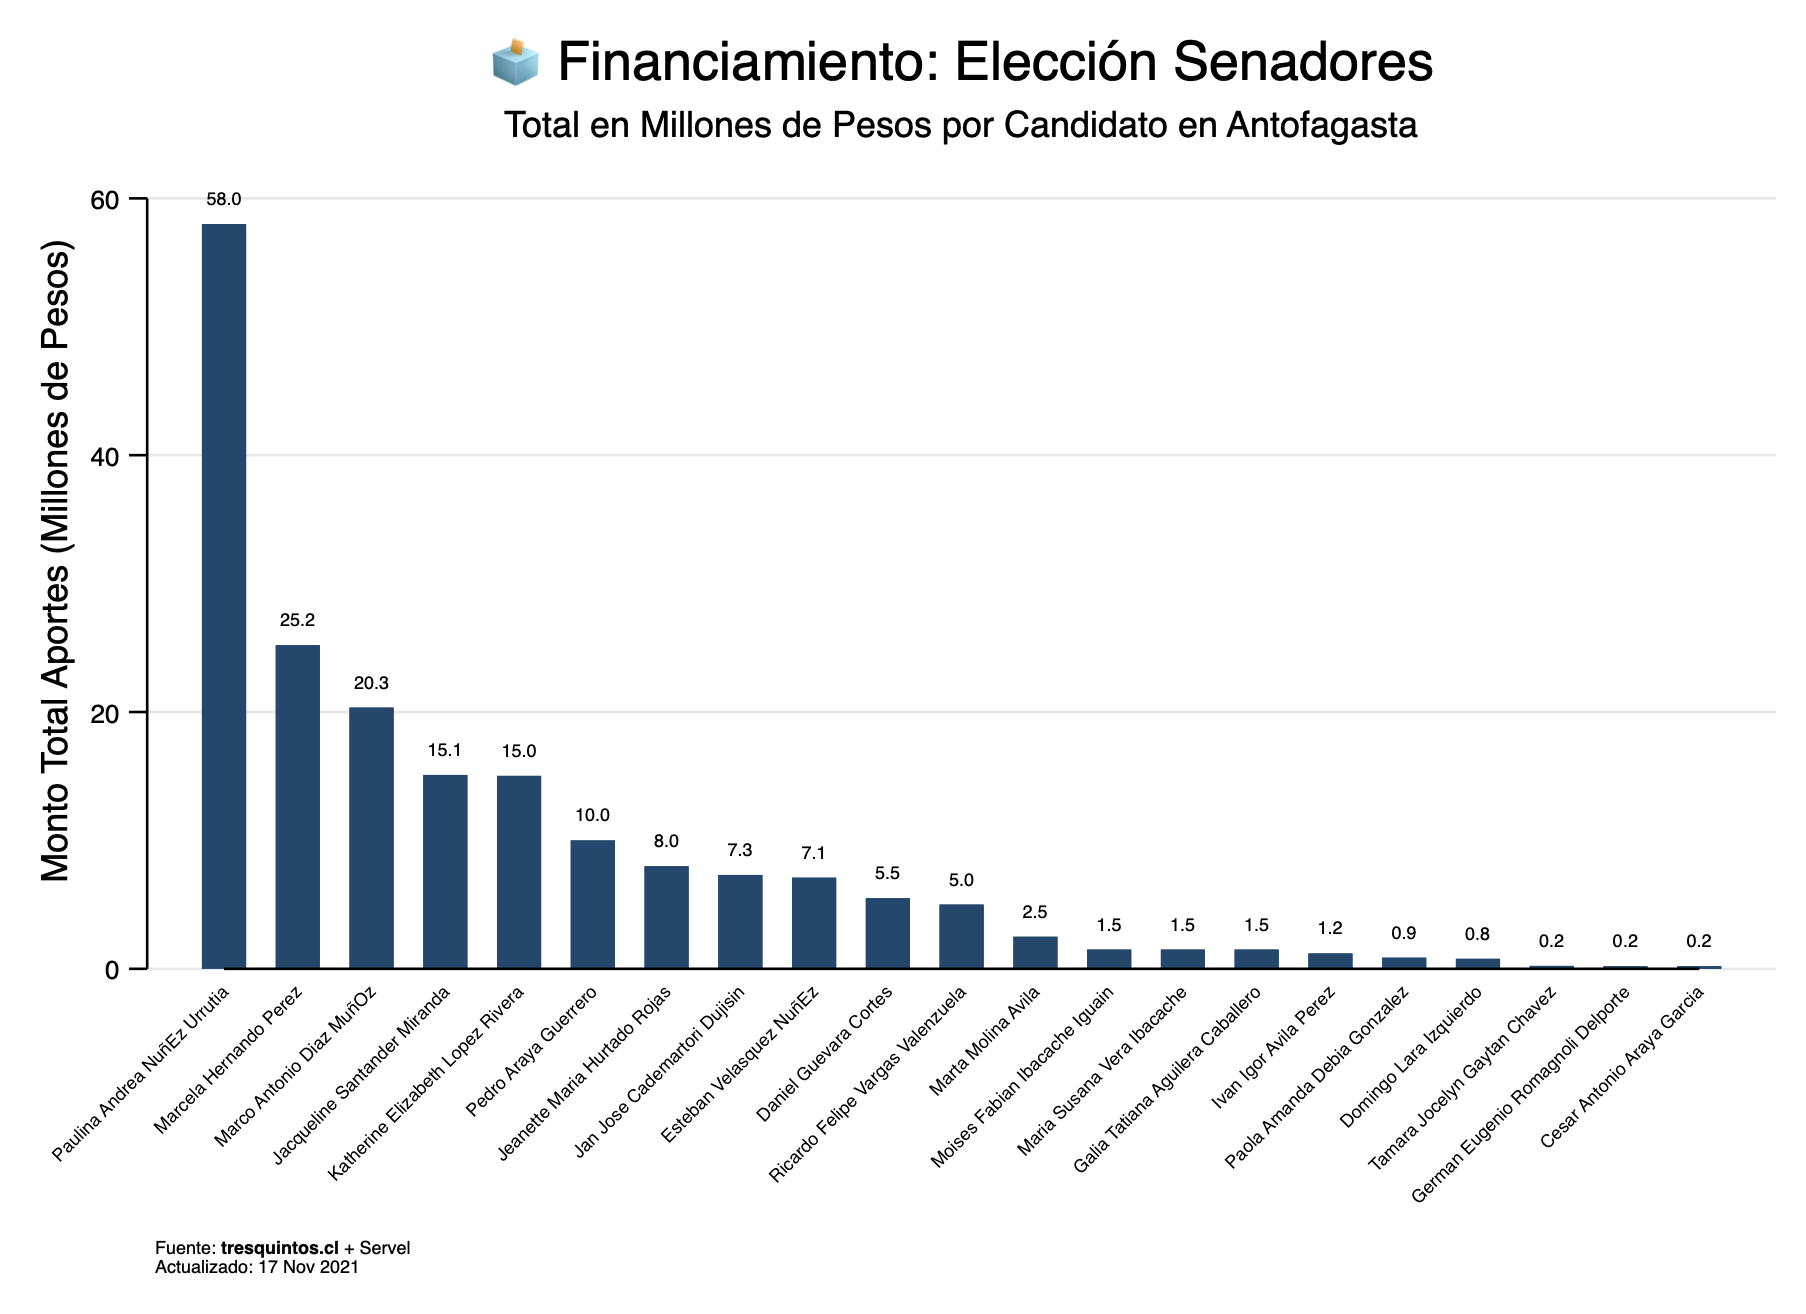 Financiamiento: Elección Senadores
Total en Millones de Pesos por Candidato en Antofagasta
Monto Total Aportes (Millones de Pesos)
60
40
20
0
58.0
25.2
20.3
15.1
15.0
10.0
8.0
7.3
7.1
5.5
5.0
2.5
1.5
1.5
1.5
1.2
0.9
0.8
0.2
0.2
0.2
Paulina Andrea NuñEz Urrutia
Marcela Hernando Perez
Marco Antonio Diaz MuñOz
Jacqueline Santander Miranda
Katherine Elizabeth Lopez Rivera
Pedro Araya Guerrero
Jeanette Maria Hurtado Rojas
Jan Jose Cademartori Dujisin
Esteban Velasquez NuñEz
Daniel Guevara Cortes
Ricardo Felipe Vargas Valenzuela
Marta Molina Avila
Moises Fabian Ibacache Iguain
Maria Susana Vera Ibacache
Galia Tatiana Aguilera Caballero
Ivan Igor Avila Perez
Paola Amanda Debia Gonzalez
Domingo Lara Izquierdo
Tamara Jocelyn Gaytan Chavez
German Eugenio Romagnoli Delporte
Cesar Antonio Araya Garcia
Fuente: tresquintos.cl + Servel
Actualizado: 17 Nov 2021